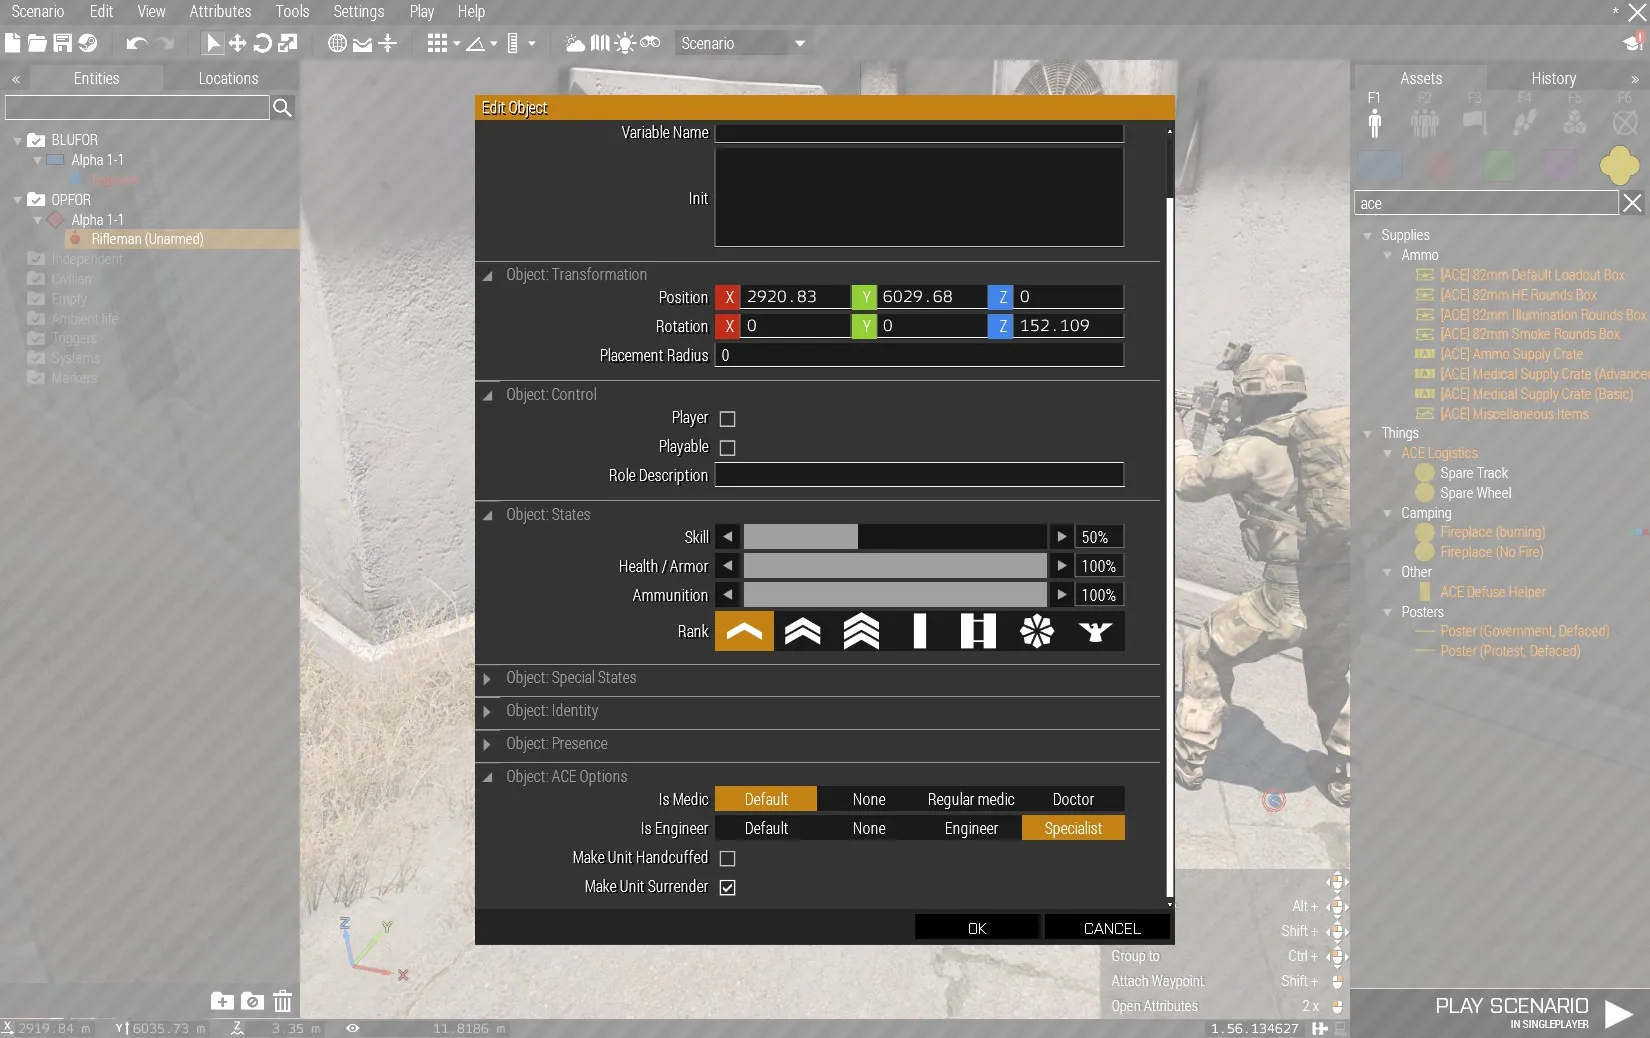 Scenario Edit View Attributes Tools Settings Play Help
*
Scenario
Entities Locations
BLUFOR
Alpha 1-1
Engineer
OPFOR
Alpha 1-1
Rifleman (Unarmed)
Independent
Civilian
Empty
Ambient life
Triggers
Systems
Markers
Edit Object
Variable Name
Init
Object: Transformation
Position X 2920.83 Y 6029.68 Z 0
Rotation X 0 Y 0 Z 152.109
Placement Radius 0
Object: Control
Player
Playable
Role Description
Object: States
Skill 50%
Health / Armor 100%
Ammunition 100%
Rank
Object: Special States
Object: Identity
Object: Presence
Object: ACE Options
Is Medic Default None Regular medic Doctor
Is Engineer Default None Engineer Specialist
Make Unit Handcuffed
Make Unit Surrender
OK CANCEL
Assets History
F1 F2 F3 F4 F5 F6
ace
Supplies
Ammo
[ACE] 82mm Default Loadout Box
[ACE] 82mm HE Rounds Box
[ACE] 82mm Illumination Rounds Box
[ACE] 82mm Smoke Rounds Box
[ACE] Ammo Supply Crate
[ACE] Medical Supply Crate (Advance
[ACE] Medical Supply Crate (Basic)
[ACE] Miscellaneous Items
Things
ACE Logistics
Spare Track
Spare Wheel
Camping
Fireplace (burning)
Fireplace (No Fire)
Other
ACE Defuse Helper
Posters
Poster (Government, Defaced)
Poster (Protest, Defaced)
Alt +
Shift +
Group to Ctrl +
Attach Waypoint Shift +
Open Attributes 2 x
Z Y X
PLAY SCENARIO
IN SINGLEPLAYER
X 2919.84 m Y 6035.73 m Z 3.35 m 11.8186 m 1.56.134627